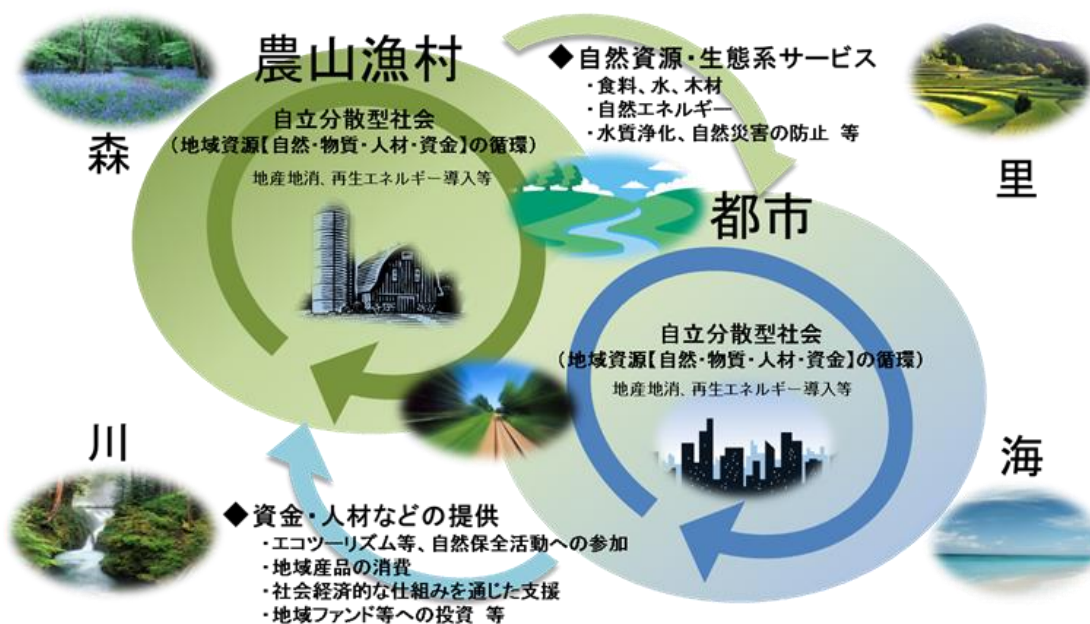 農山漁村
森
自立分散型社会
（地域資源【自然・物質・人材・資金】の循環）
地産地消、再生エネルギー導入等
◆自然資源・生態系サービス
・食料、水、木材
・自然エネルギー
・水質浄化、自然災害の防止 等
里
都市
自立分散型社会
（地域資源【自然・物質・人材・資金】の循環）
地産地消、再生エネルギー導入等
川
海
◆資金・人材などの提供
・エコツーリズム等、自然保全活動への参加
・地域産品の消費
・社会経済的な仕組みを通じた支援
・地域ファンド等への投資 等